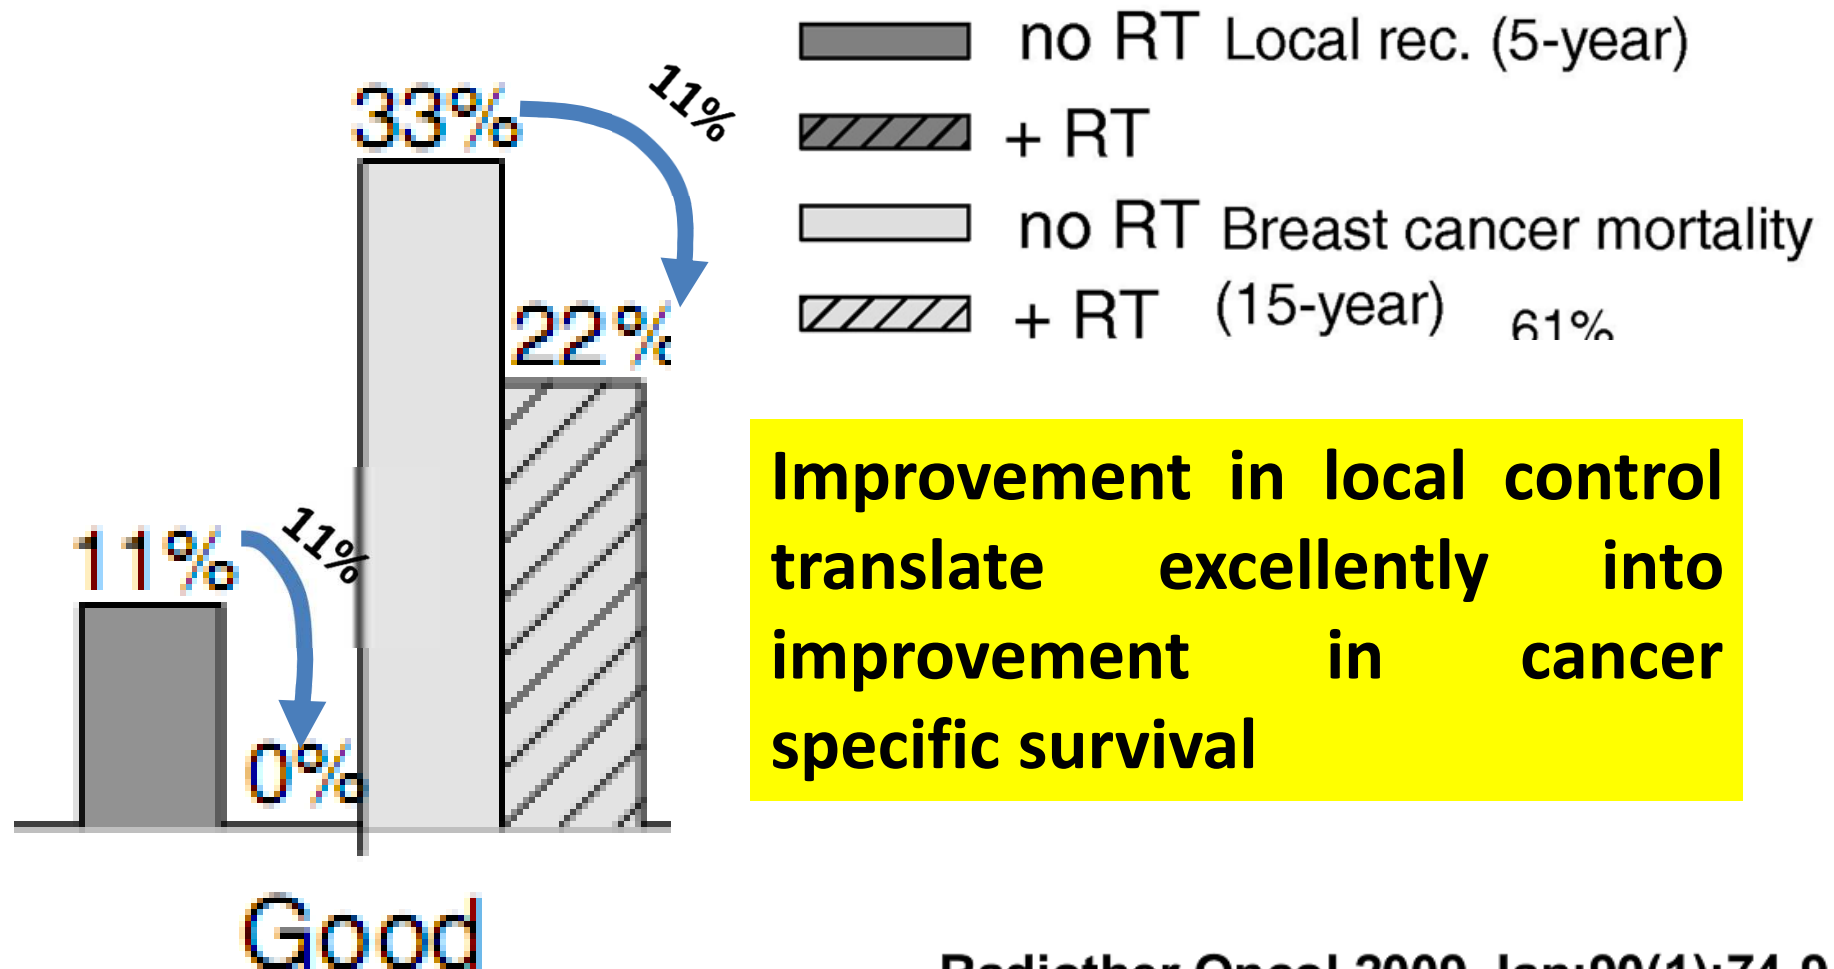 no RT Local rec. (5-year)
+ RT
no RT Breast cancer mortality
+ RT (15-year) 61%
33%
11%
22%
11%
11%
0%
Good
Improvement in local control
translate excellently into
improvement in cancer
specific survival